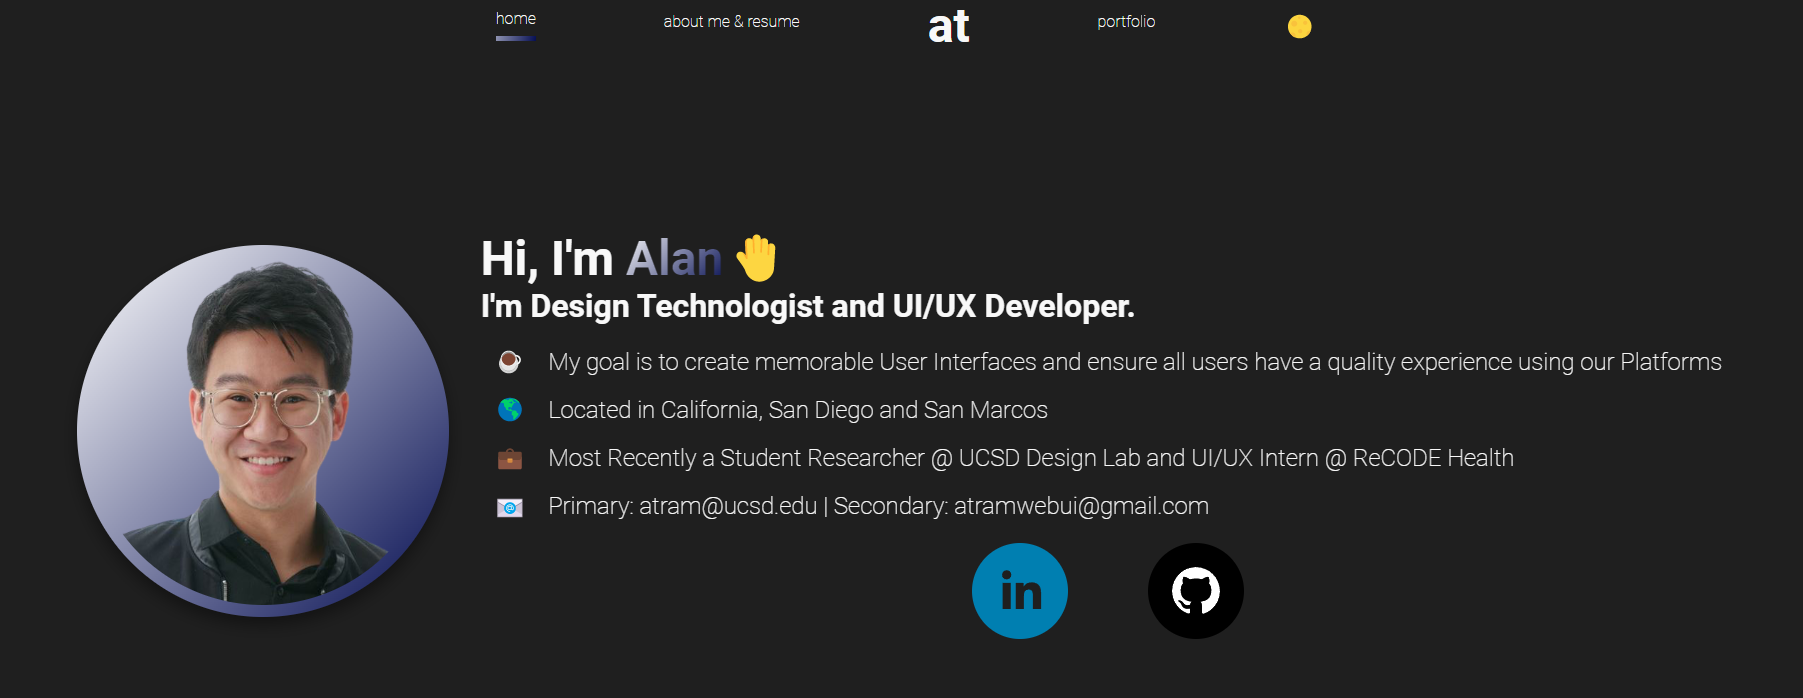 home
about me & resume
at
portfolio
Hi, I'm Alan
I'm Design Technologist and UI/UX Developer.
My goal is to create memorable User Interfaces and ensure all users have a quality experience using our Platforms
Located in California, San Diego and San Marcos
Most Recently a Student Researcher @ UCSD Design Lab and UI/UX Intern @ ReCODE Health
Primary: atram@ucsd.edu | Secondary: atramwebui@gmail.com
in